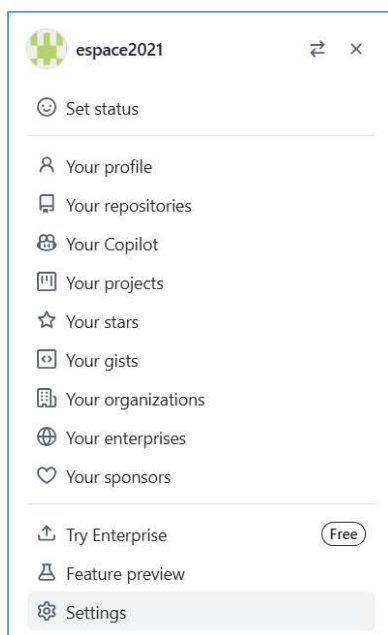 espace2021
Set status
Your profile
Your repositories
Your Copilot
Your projects
Your stars
Your gists
Your organizations
Your enterprises
Your sponsors
Try Enterprise Free
Feature preview
Settings